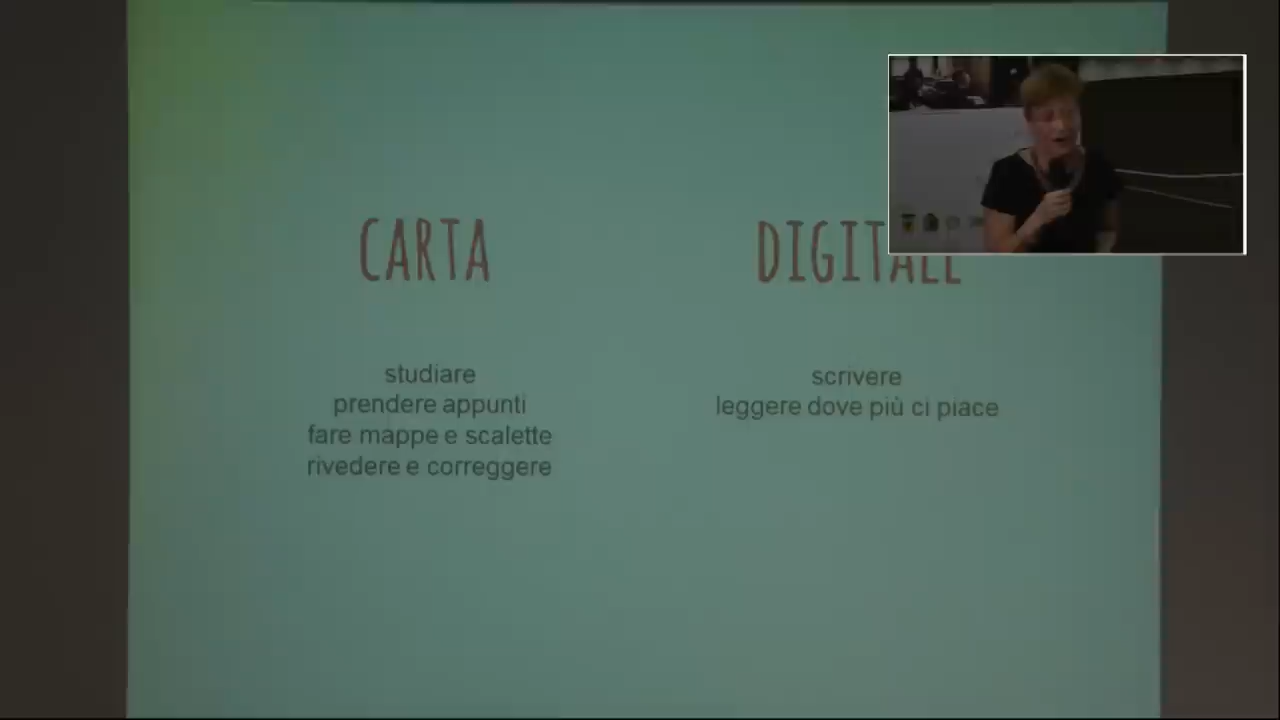 CARTA
studiare
prendere appunti
fare mappe e scalette
rivedere e correggere
DIGITALE
scrivere
leggere dove più ci piace